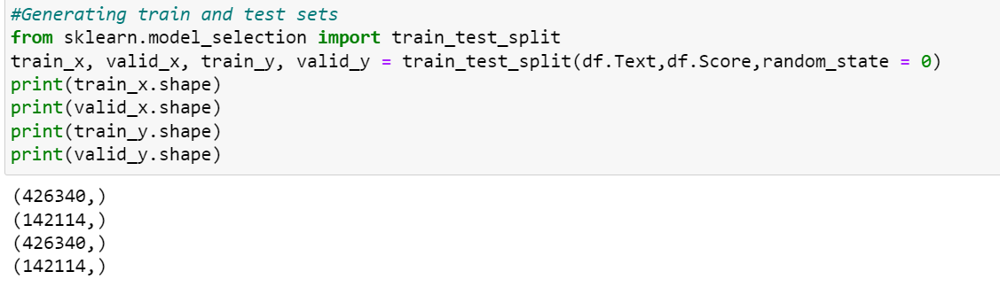 #Generating train and test sets
from sklearn.model_selection import train_test_split
train_x, valid_x, train_y, valid_y = train_test_split(df.Text,df.Score,random_state = 0)
print(train_x.shape)
print(valid_x.shape)
print(train_y.shape)
print(valid_y.shape)
(426340,)
(142114,)
(426340,)
(142114,)